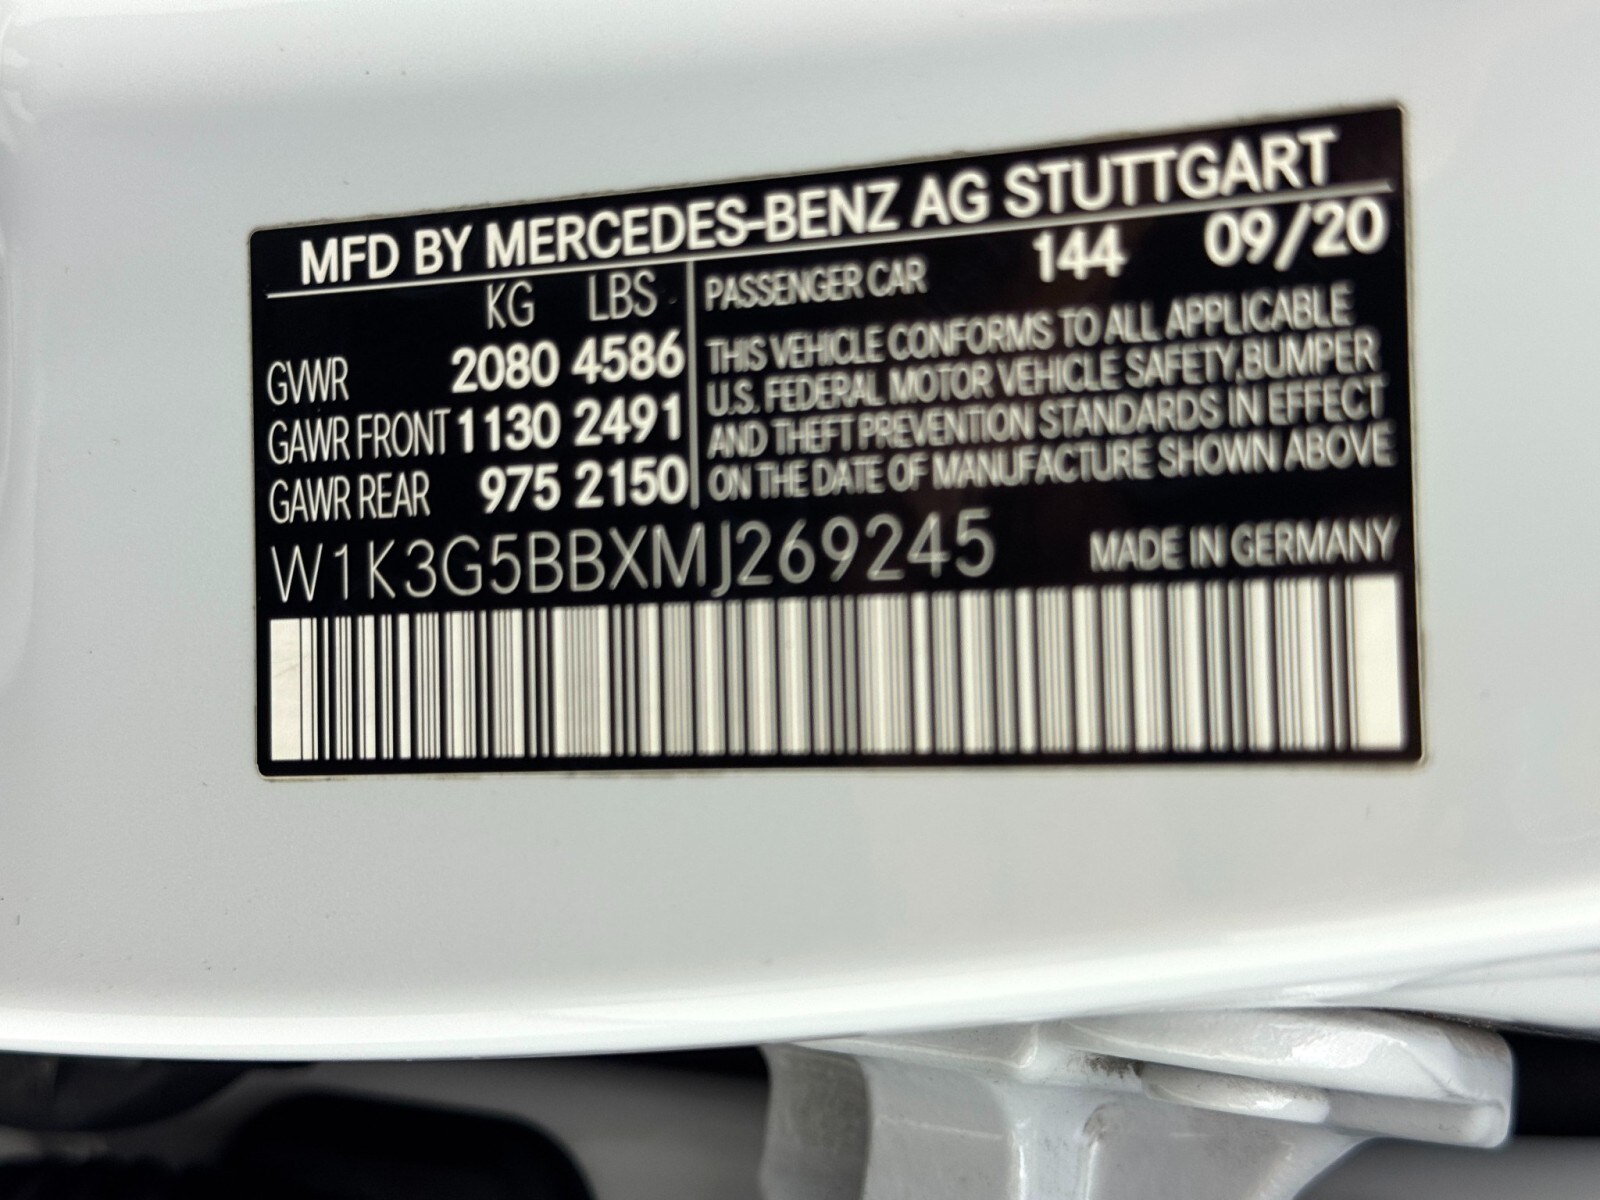 MFD BY MERCEDES-BENZ AG STUTTGART
KG LBS
GVWR 2080 4586
GAWR FRONT 1130 2491
GAWR REAR 975 2150
PASSENGER CAR 144 09/20
THIS VEHICLE CONFORMS TO ALL APPLICABLE
U.S. FEDERAL MOTOR VEHICLE SAFETY,BUMPER
AND THEFT PREVENTION STANDARDS IN EFFECT
ON THE DATE OF MANUFACTURE SHOWN ABOVE
W1K3G5BBXMJ269245 MADE IN GERMANY